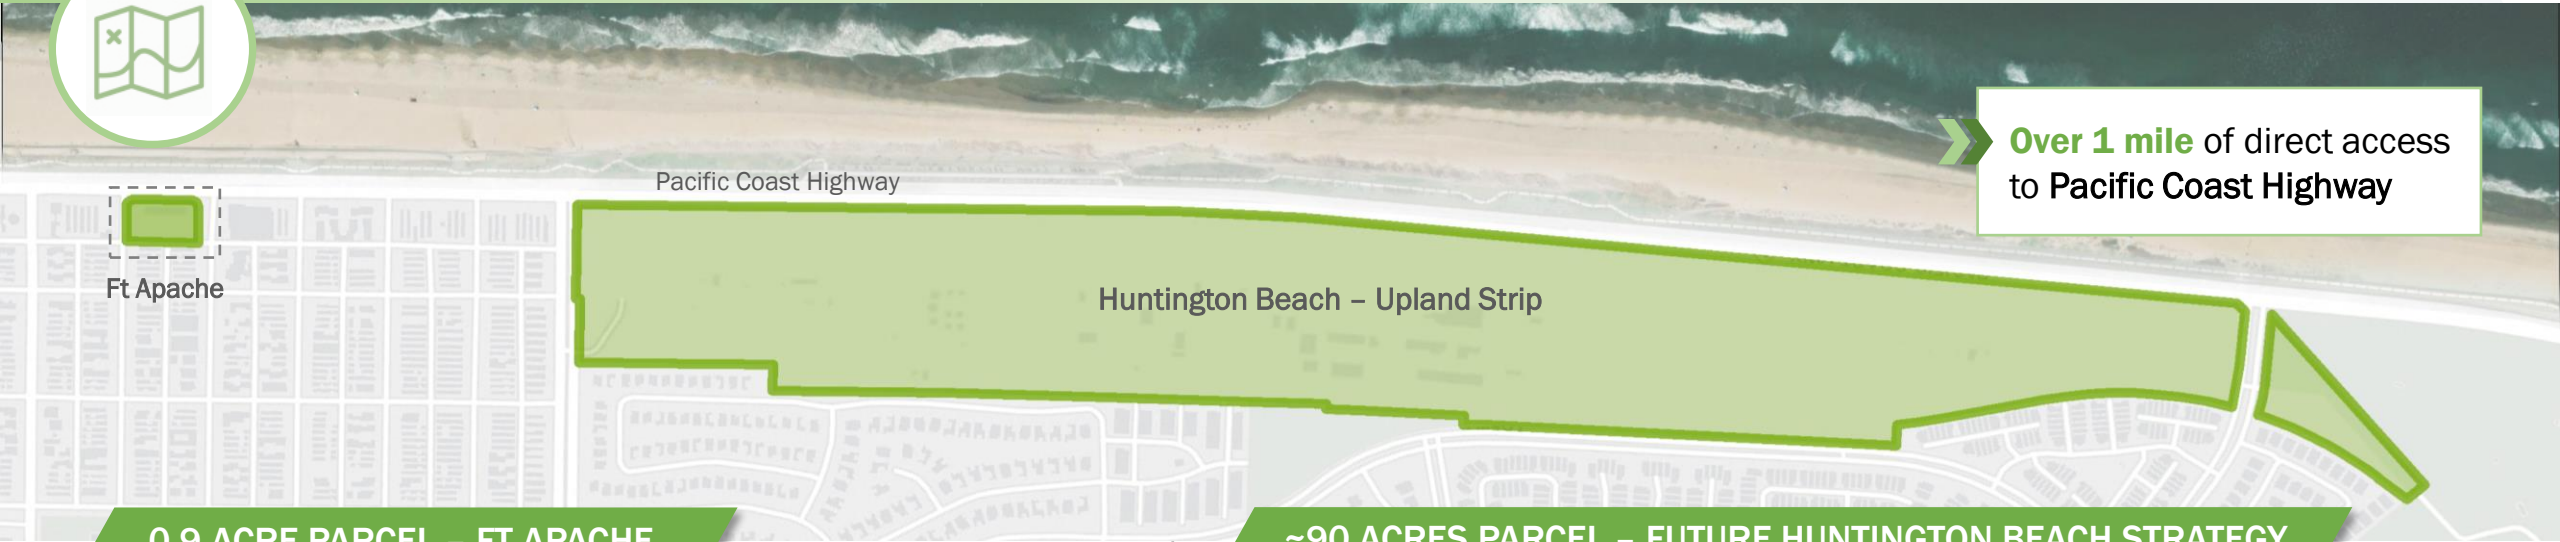 Over 1 mile of direct access
to Pacific Coast Highway
Pacific Coast Highway
Ft Apache
Huntington Beach – Upland Strip
0.9 ACRE PARCEL – FT APACHE
~90 ACRES PARCEL – FUTURE HUNTINGTON BEACH STRATEGY